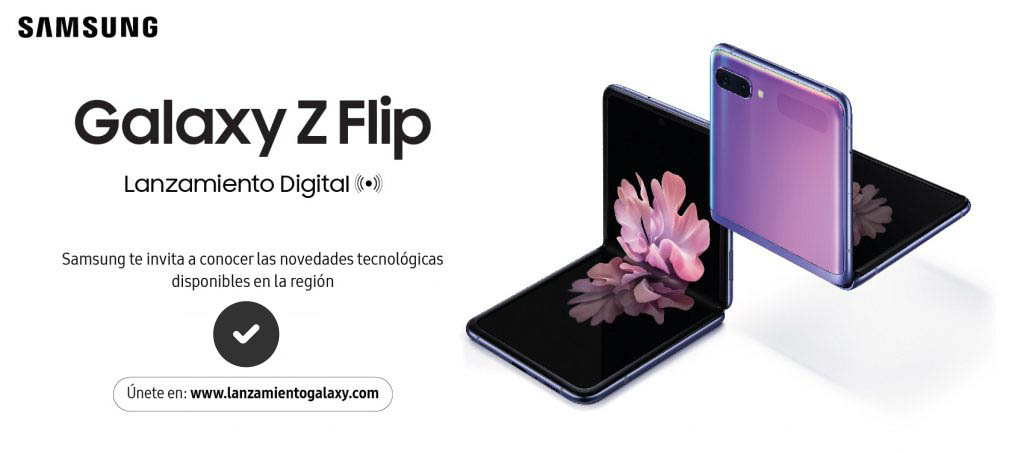 SAMSUNG
Galaxy Z Flip
Lanzamiento Digital
Samsung te invita a conocer las novedades tecnológicas
disponibles en la región
Únete en: www.lanzamientogalaxy.com